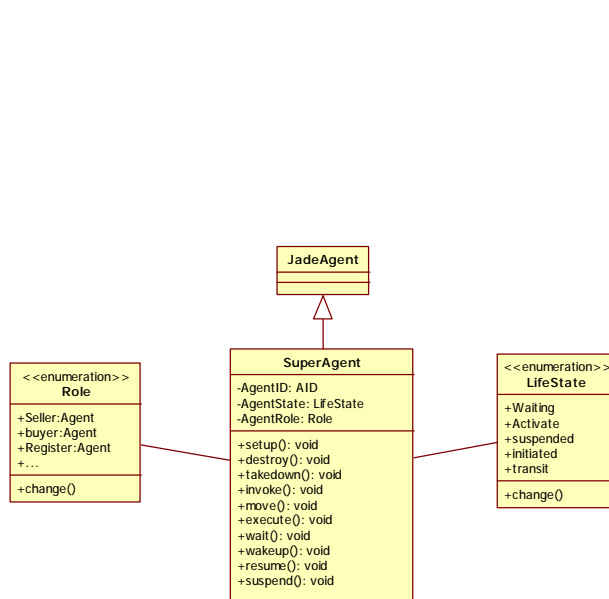 JadeAgent
<<enumeration>>
Role
+Seller:Agent
+buyer:Agent
+Register:Agent
+...
+change()
SuperAgent
-AgentID: AID
-AgentState: LifeState
-AgentRole: Role
+setup(): void
+destroy(): void
+takedown(): void
+invoke(): void
+move(): void
+execute(): void
+wait(): void
+wakeup(): void
+resume(): void
+suspend(): void
<<enumeration>>
LifeState
+Waiting
+Activate
+suspended
+initiated
+transit
+change()